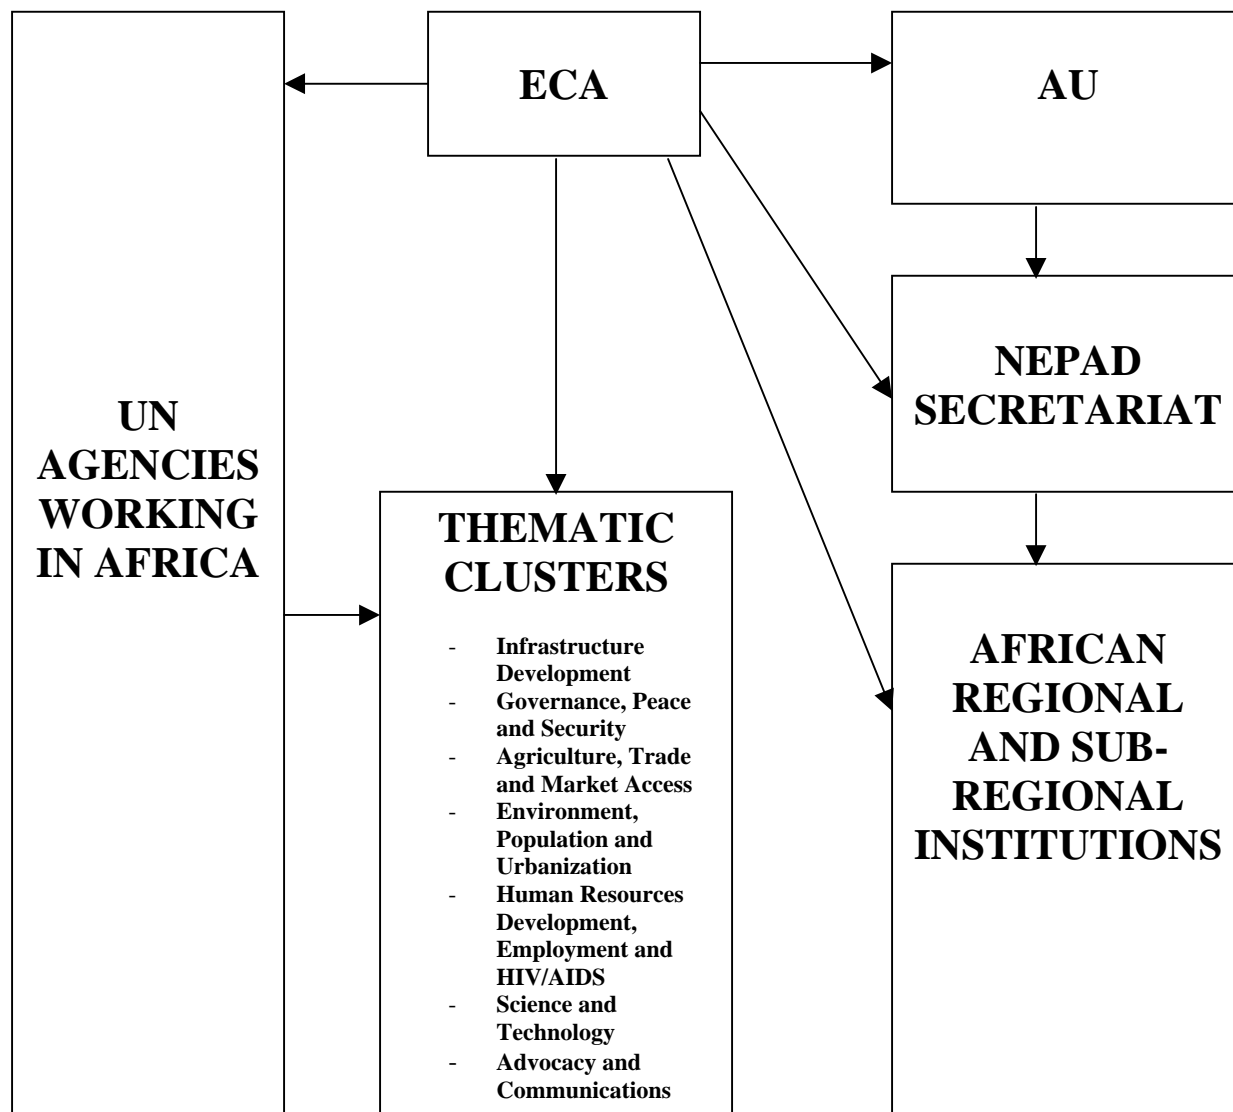 ECA
AU
NEPAD
SECRETARIAT
UN
AGENCIES
WORKING
IN AFRICA
THEMATIC
CLUSTERS
- Infrastructure
Development
- Governance, Peace
and Security
- Agriculture, Trade
and Market Access
- Environment,
Population and
Urbanization
- Human Resources
Development,
Employment and
HIV/AIDS
- Science and
Technology
- Advocacy and
Communications
AFRICAN
REGIONAL
AND SUB-
REGIONAL
INSTITUTIONS